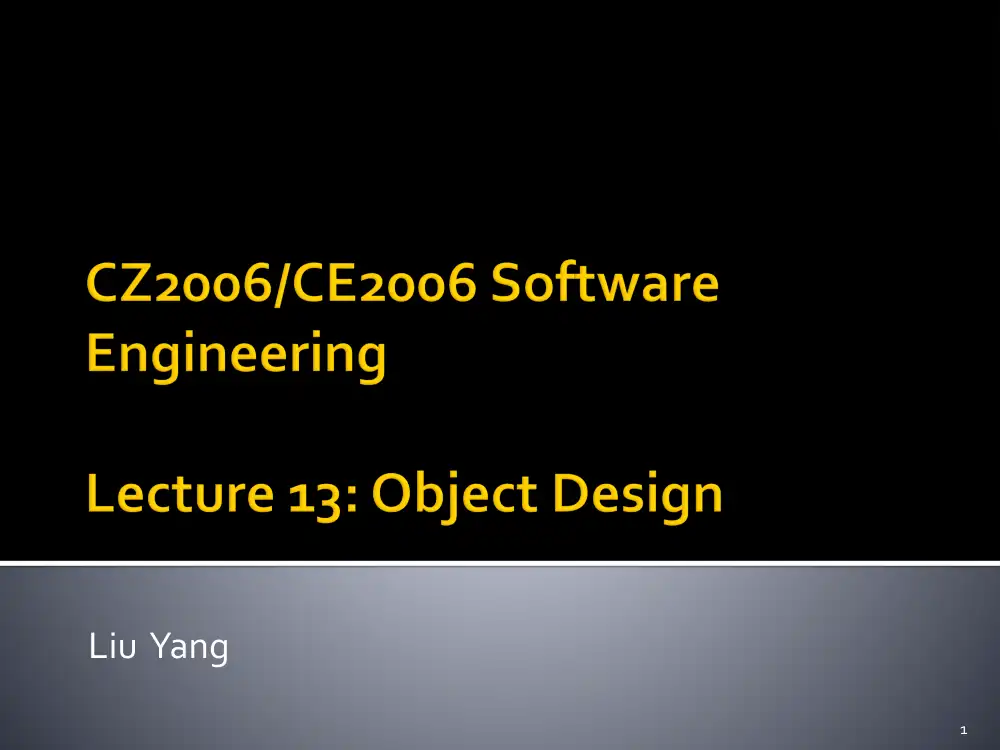 CZ2006/CE2006 Software
Engineering
Lecture 13: Object Design
Liu Yang
1